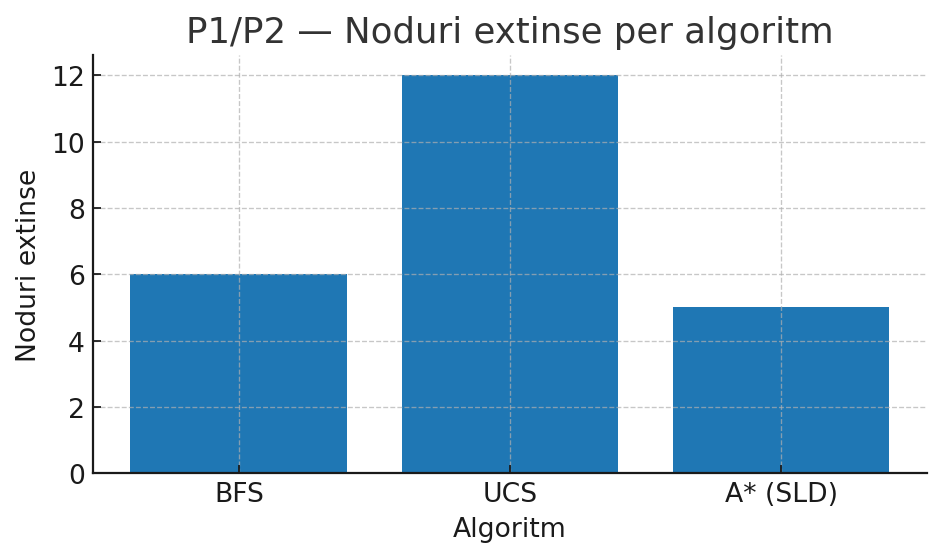 P1/P2 — Noduri extinse per algoritm
Noduri extinse
12
10
8
6
4
2
0
BFS
UCS
A* (SLD)
Algoritm